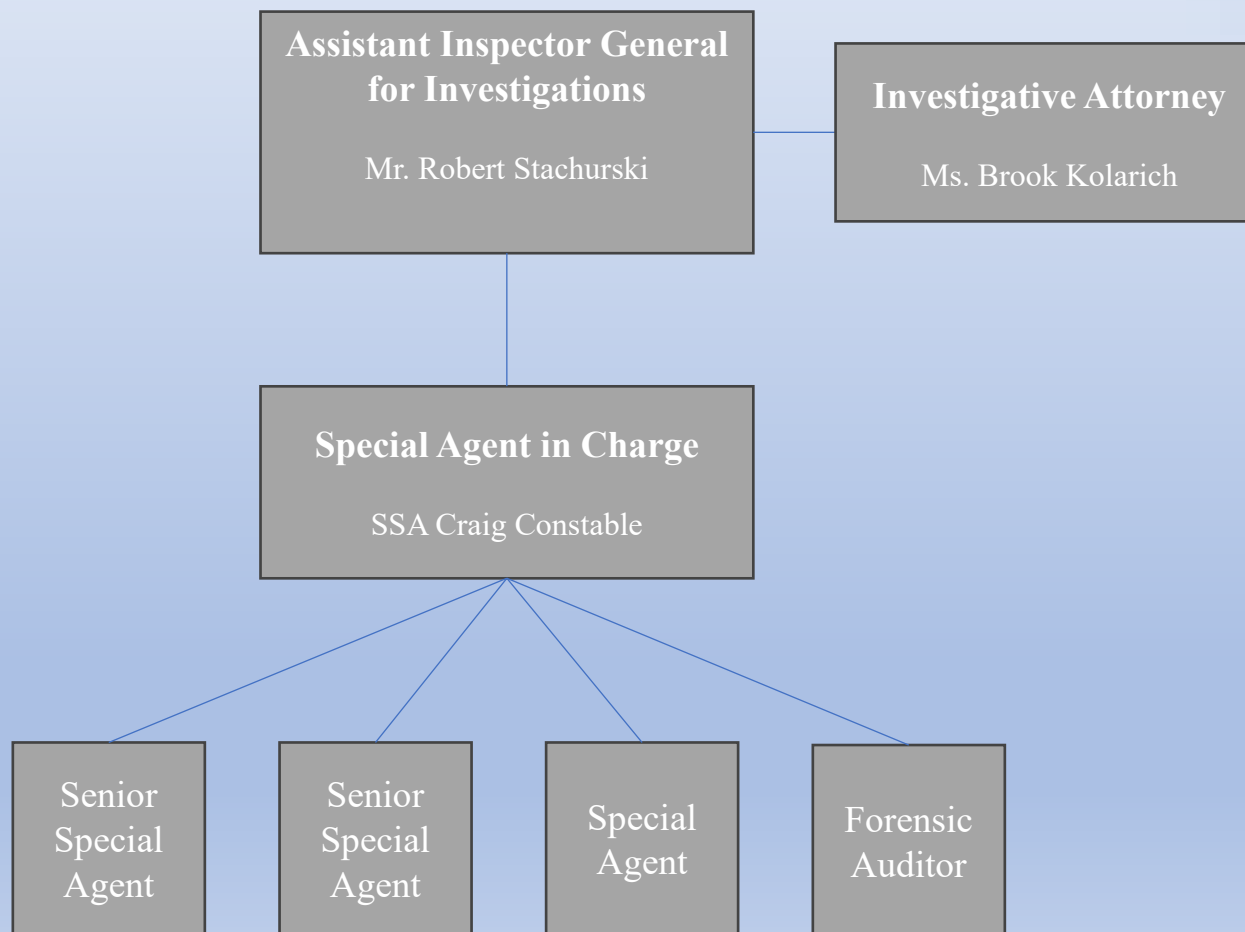 Assistant Inspector General
for Investigations
Mr. Robert Stachurski
Investigative Attorney
Ms. Brook Kolarich
Special Agent in Charge
SSA Craig Constable
Senior
Special
Agent
Senior
Special
Agent
Special
Agent
Forensic
Auditor